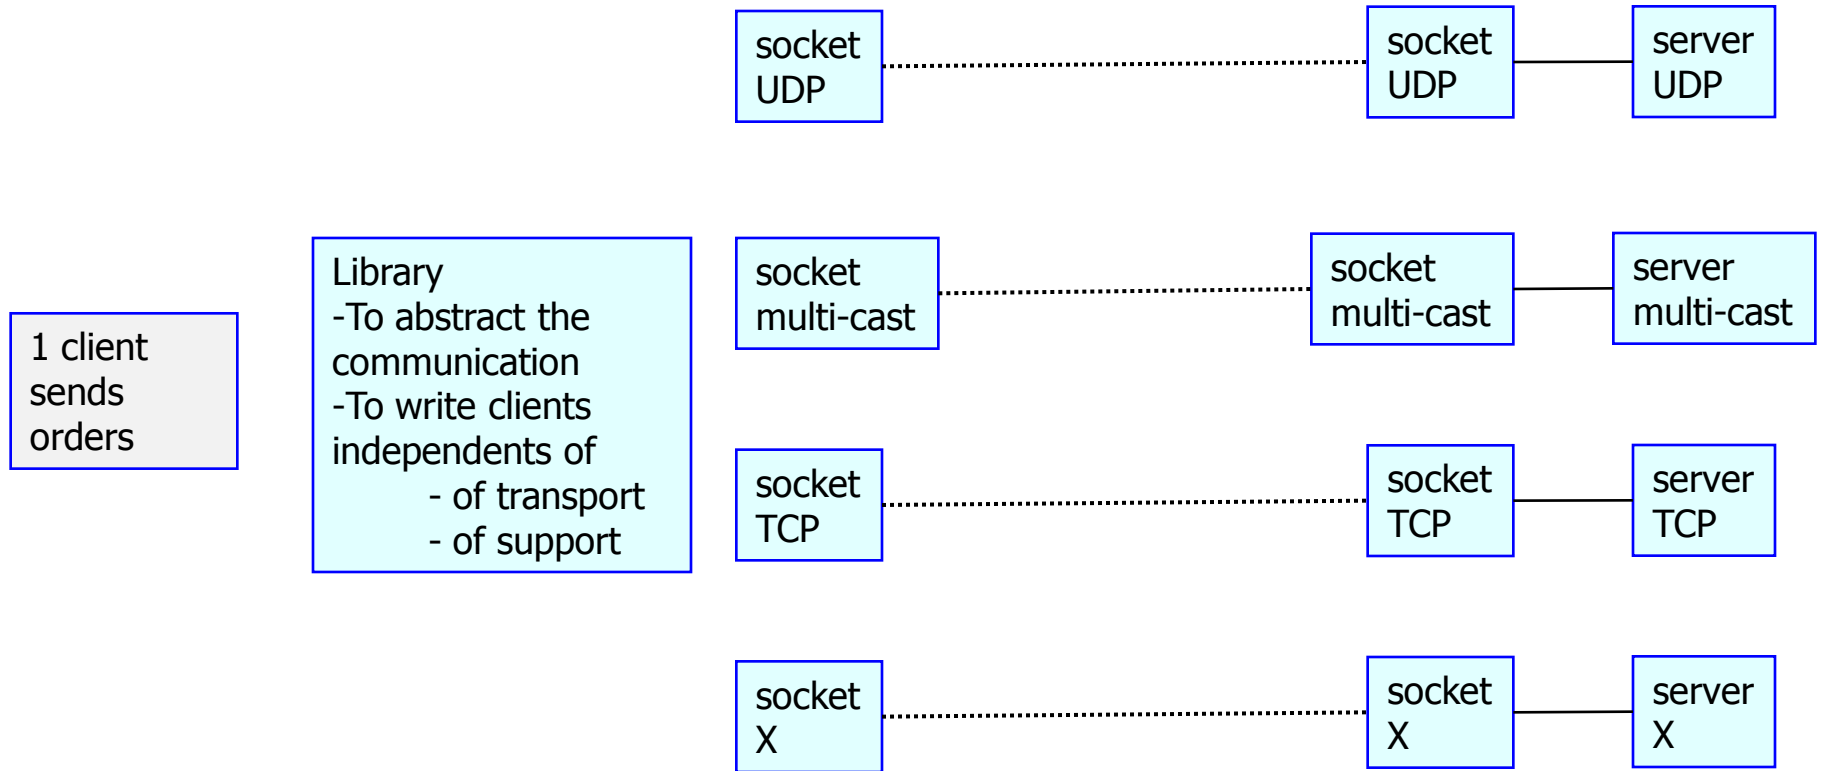 socket
UDP
socket
UDP
server
UDP
1 client
sends
orders
Library
-To abstract the
communication
-To write clients
independents of
- of transport
- of support
socket
multi-cast
socket
multi-cast
server
multi-cast
socket
TCP
socket
TCP
server
TCP
socket
X
socket
X
server
X